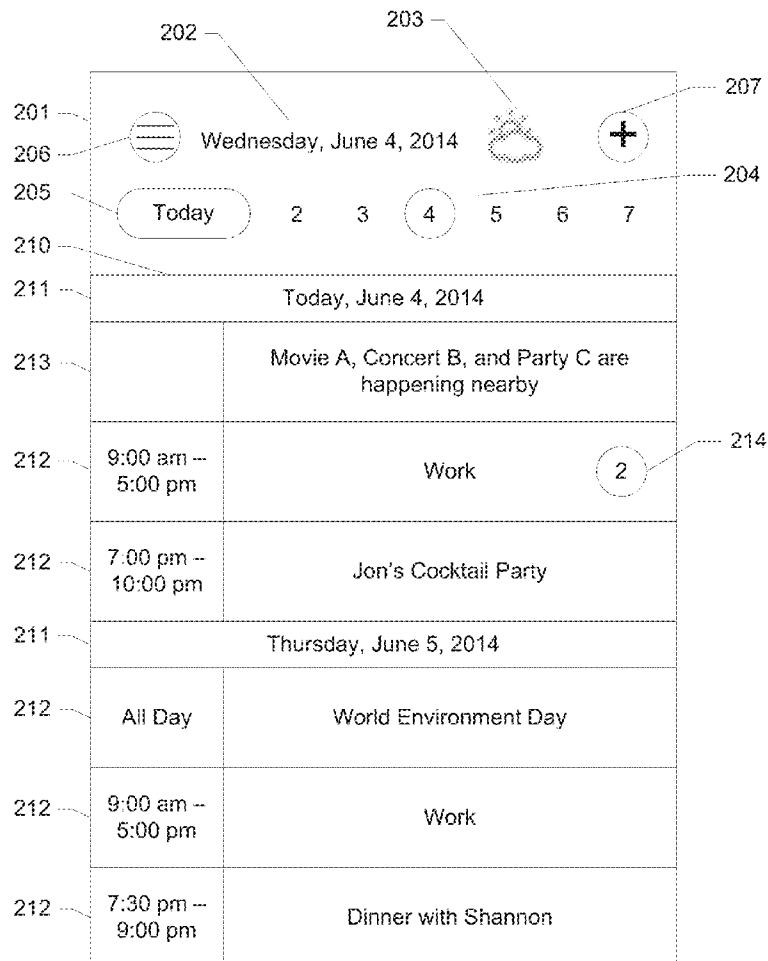 202
203
207
201
206
Wednesday, June 4, 2014
204
205
Today 2 3 4 5 6 7
210
211
Today, June 4, 2014
213
Movie A, Concert B, and Party C are
happening nearby
212
9:00 am –
5:00 pm
Work
2
214
212
7:00 pm –
10:00 pm
Jon's Cocktail Party
211
Thursday, June 5, 2014
212
All Day
World Environment Day
212
9:00 am –
5:00 pm
Work
212
7:30 pm –
9:00 pm
Dinner with Shannon